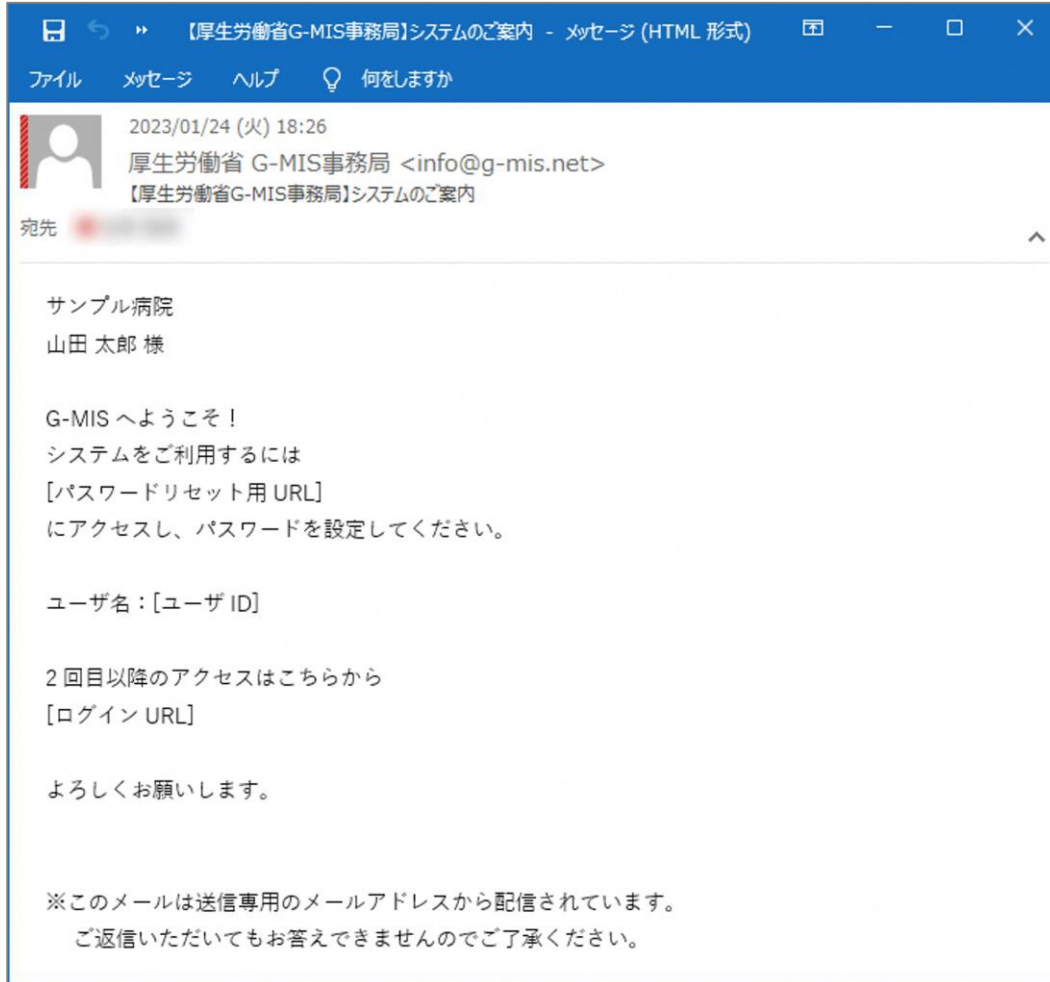 【厚生労働省G-MIS事務局】システムのご案内 - メッセージ (HTML 形式)
ファイル メッセージ ヘルプ 何をしますか
2023/01/24 (火) 18:26
厚生労働省 G-MIS事務局 <info@g-mis.net>
【厚生労働省G-MIS事務局】システムのご案内
宛先
サンプル病院
山田 太郎 様
G-MIS へようこそ！
システムをご利用するには
[パスワードリセット用 URL]
にアクセスし、パスワードを設定してください。
ユーザ名：[ユーザ ID]
2 回目以降のアクセスはこちらから
[ログイン URL]
よろしくお願いします。
※このメールは送信専用のメールアドレスから配信されています。
ご返信いただいてもお答えできませんのでご了承ください。